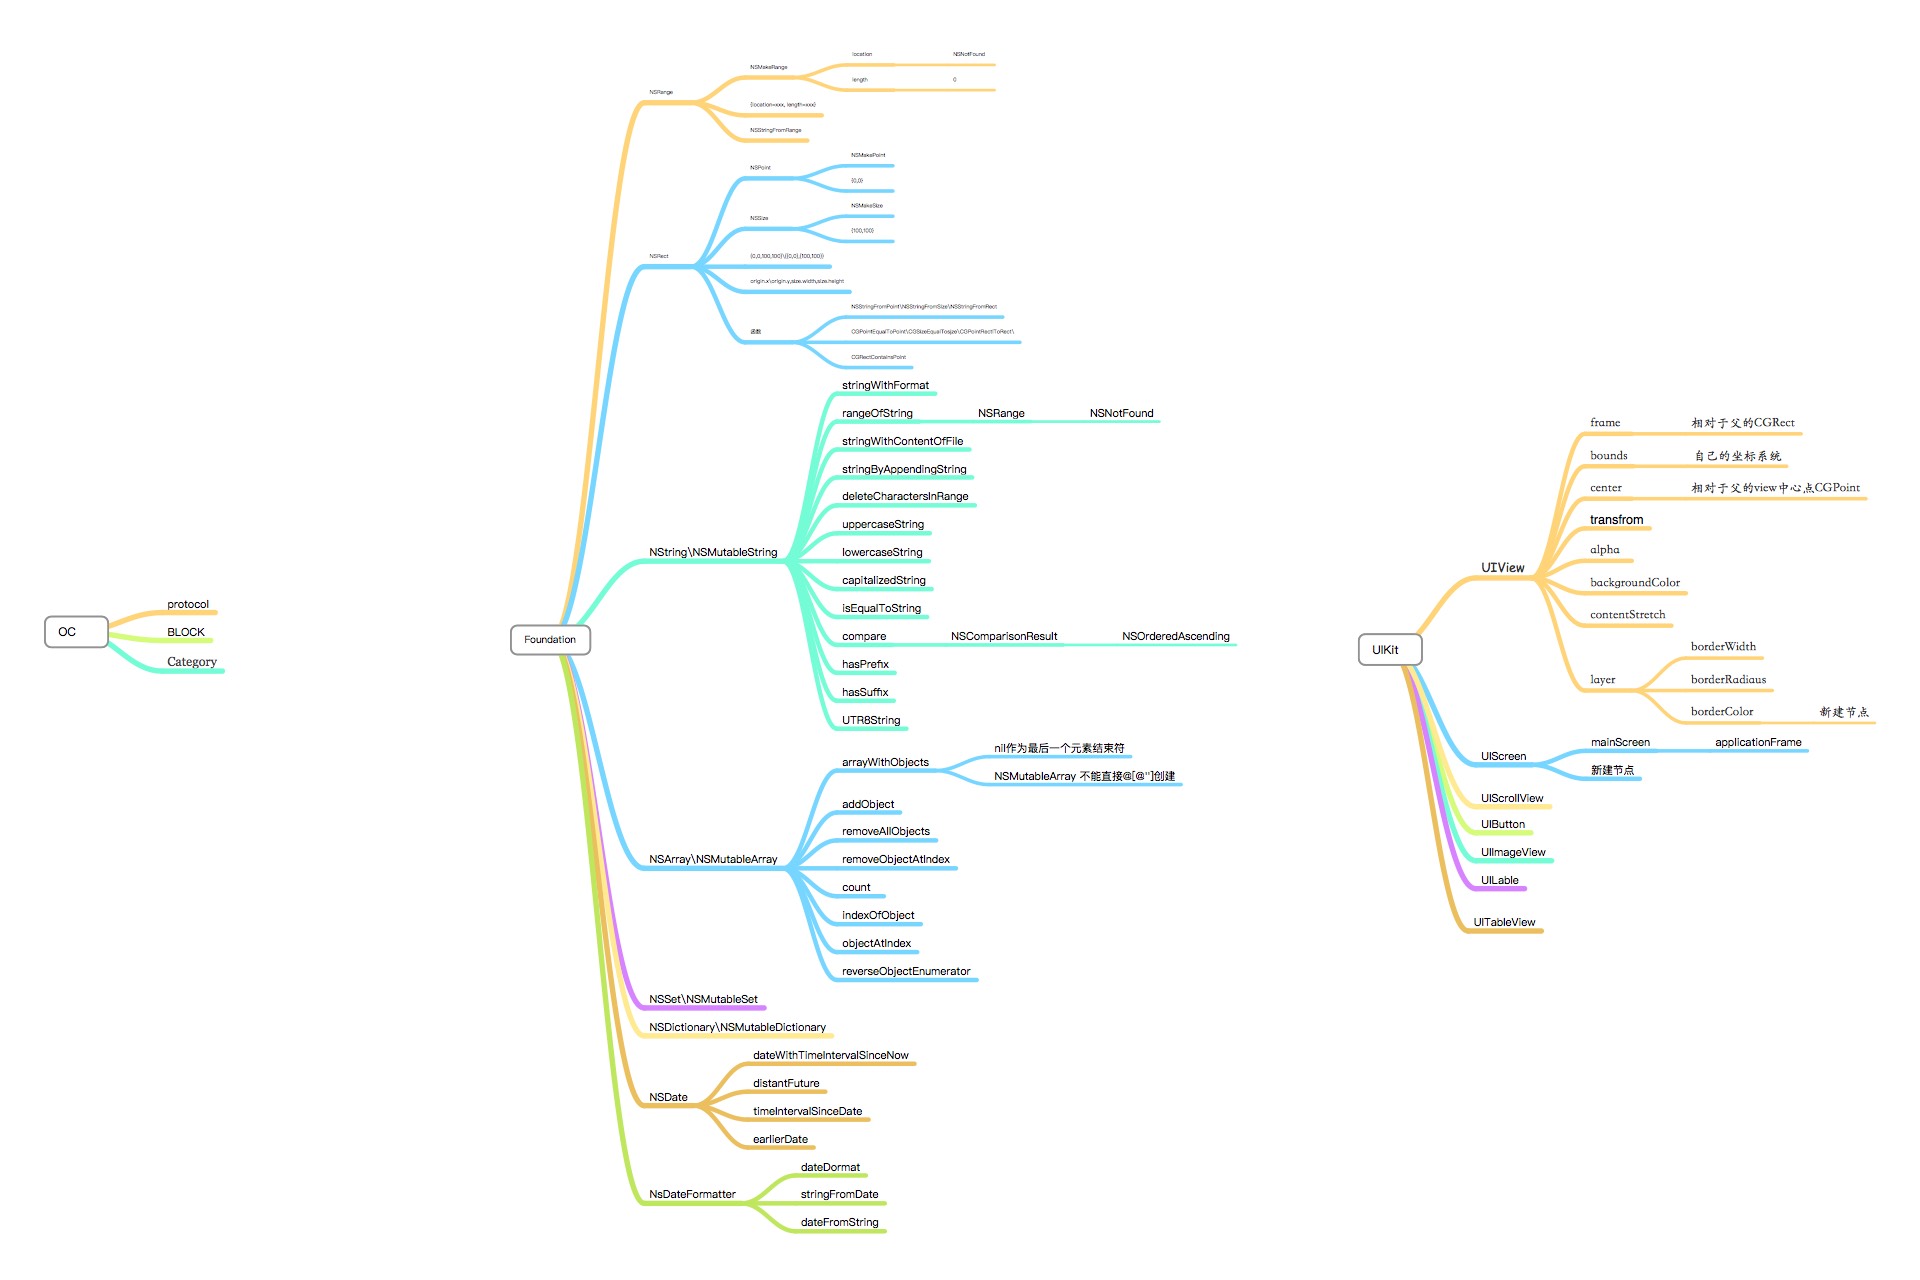 OC
protocol
BLOCK
Category
Foundation
NSRange
NSMakeRange
location
NSNotFound
length
0
{location=xxx, length=xxx}
NSStringFromRange
NSRect
NSPoint
NSMakePoint
{0,0}
NSSize
NSMakeSize
{100,100}
{0,0,100,100}\{{0,0},{100,100}}
origin.x\origin.y,size.width,size.height
函数
NSStringFromPoint\NSStringFromSize\NSStringFromRect
CGPointEqualToPoint\CGSizeEqualTosjze\CGPointRectlToRect\
CGRectContainsPoint
NString\NSMutableString
stringWithFormat
rangeOfString
NSRange
NSNotFound
stringWithContentOfFile
stringByAppendingString
deleteCharactersInRange
uppercaseString
lowercaseString
capitalizedString
isEqualToString
compare
NSComparisonResult
NSOrderedAscending
hasPrefix
hasSuffix
UTR8String
NSArray\NSMutableArray
arrayWithObjects
nil作为最后一个元素结束符
NSMutableArray 不能直接@[@'']创建
addObject
removeAllObjects
removeObjectAtIndex
count
indexOfObject
objectAtIndex
reverseObjectEnumerator
NSSet\NSMutableSet
NSDictionary\NSMutableDictionary
NSDate
dateWithTimeIntervalSinceNow
distantFuture
timeIntervalSinceDate
earlierDate
NsDateFormatter
dateDormat
stringFromDate
dateFromString
UIKit
UIView
frame
相对于父的CGRect
bounds
自己的坐标系统
center
相对于父的view中心点CGPoint
transfrom
alpha
backgroundColor
contentStretch
layer
borderWidth
borderRadiaus
borderColor
新建节点
UIScreen
mainScreen
applicationFrame
新建节点
UIScrollView
UIButton
UIImageView
UILable
UITableView